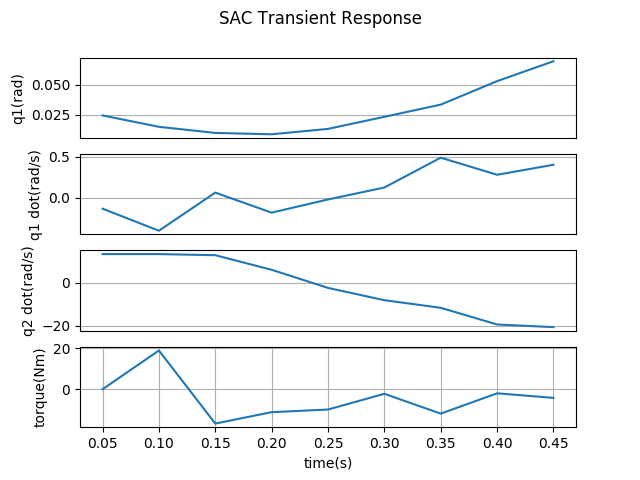 SAC Transient Response
q1(rad)
0.050
0.025
q1 dot(rad/s)
0.5
0.0
q2 dot(rad/s)
0
−20
torque(Nm)
20
0
0.05 0.10 0.15 0.20 0.25 0.30 0.35 0.40 0.45
time(s)